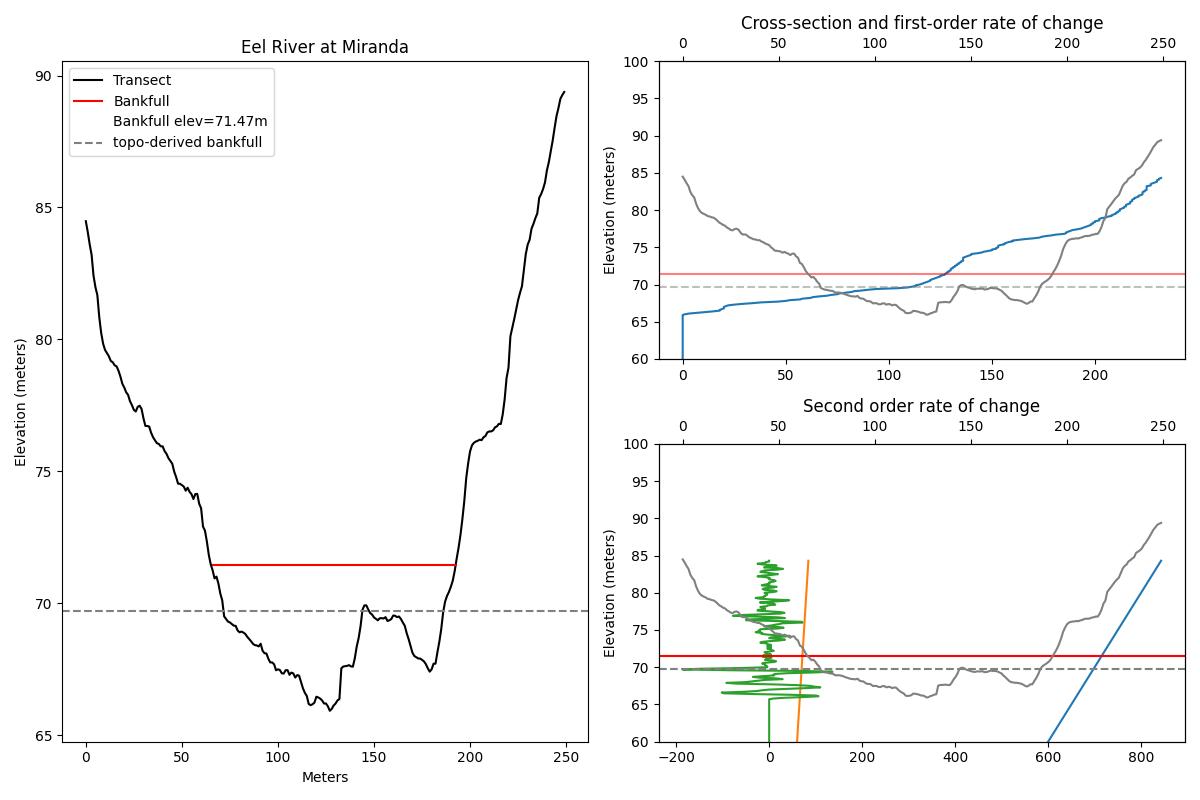 Eel River at Miranda
Transect
Bankfull
Bankfull elev=71.47m
topo-derived bankfull
90
85
80
75
70
65
Elevation (meters)
0 50 100 150 200 250
Meters
Cross-section and first-order rate of change
0 50 100 150 200 250
100
95
90
85
80
75
70
65
60
Elevation (meters)
0 50 100 150 200
Second order rate of change
0 50 100 150 200 250
100
95
90
85
80
75
70
65
60
Elevation (meters)
−200 0 200 400 600 800